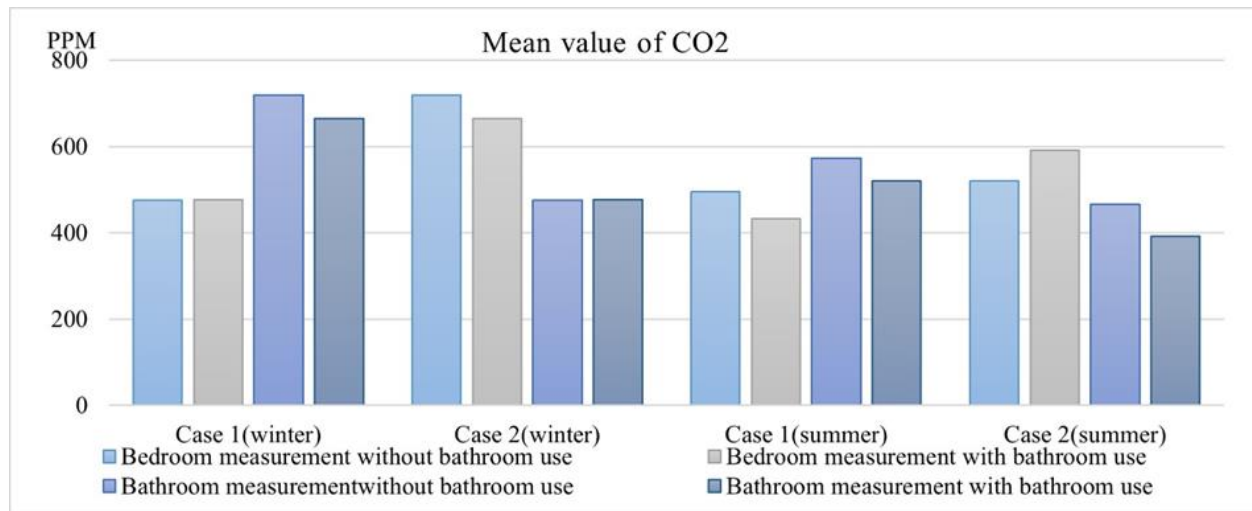 PPM
Mean value of CO2
800
600
400
200
0
Case 1(winter)
Case 2(winter)
Case 1(summer)
Case 2(summer)
Bedroom measurement without bathroom use
Bedroom measurement with bathroom use
Bathroom measurementwithout bathroom use
Bathroom measurement with bathroom use